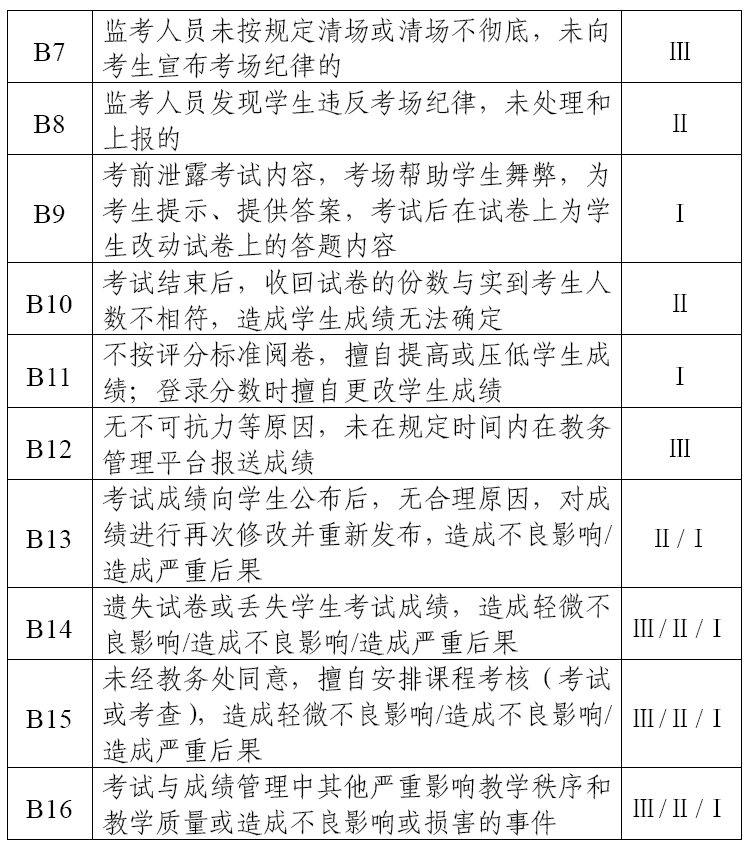 B7
监考人员未按规定清场或清场不彻底，未向
考生宣布考场纪律的
Ⅲ
B8
监考人员发现学生违反考场纪律，未处理和
上报的
Ⅱ
B9
考前泄露考试内容，考场帮助学生舞弊，为
考生提示、提供答案，考试后在试卷上为学
生改动试卷上的答题内容
Ⅰ
B10
考试结束后，收回试卷的份数与实到考生人
数不相符，造成学生成绩无法确定
Ⅱ
B11
不按评分标准阅卷，擅自提高或压低学生成
绩；登录分数时擅自更改学生成绩
Ⅰ
B12
无不可抗力等原因，未在规定时间内在教务
管理平台报送成绩
Ⅲ
B13
考试成绩向学生公布后，无合理原因，对成
绩进行再次修改并重新发布，造成不良影响/
造成严重后果
Ⅱ/Ⅰ
B14
遗失试卷或丢失学生考试成绩，造成轻微不
良影响/造成不良影响/造成严重后果
Ⅲ/Ⅱ/Ⅰ
B15
未经教务处同意，擅自安排课程考核（考试
或考查），造成轻微不良影响/造成不良影响/
造成严重后果
Ⅲ/Ⅱ/Ⅰ
B16
考试与成绩管理中其他严重影响教学秩序和
教学质量或造成不良影响或损害的事件
Ⅲ/Ⅱ/Ⅰ